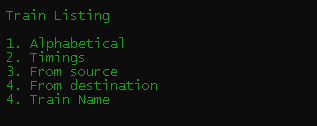 Train Listing
1. Alphabetical
2. Timings
3. From source
4. From destination
4. Train Name